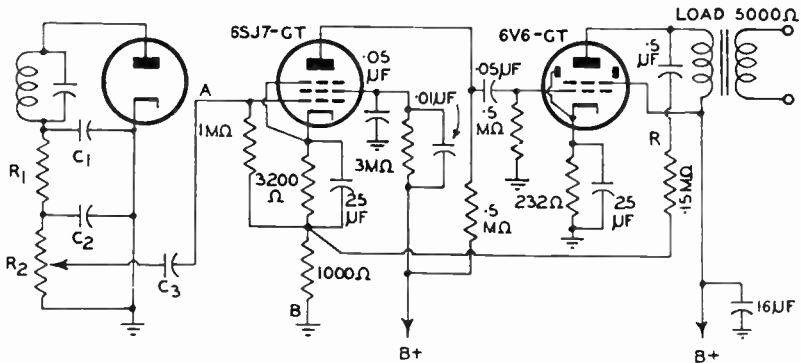 LOAD 5000Ω
6SJ7-GT
6V6-GT
.05
µF
.5
µF
A
.05µF
.01µF
C1
1MΩ
.5
MΩ
R
R1
3200
Ω
3MΩ
232Ω
25
µF
.15MΩ
25
µF
.5
MΩ
C2
R2
C3
1000Ω
B
16µF
B+
B+